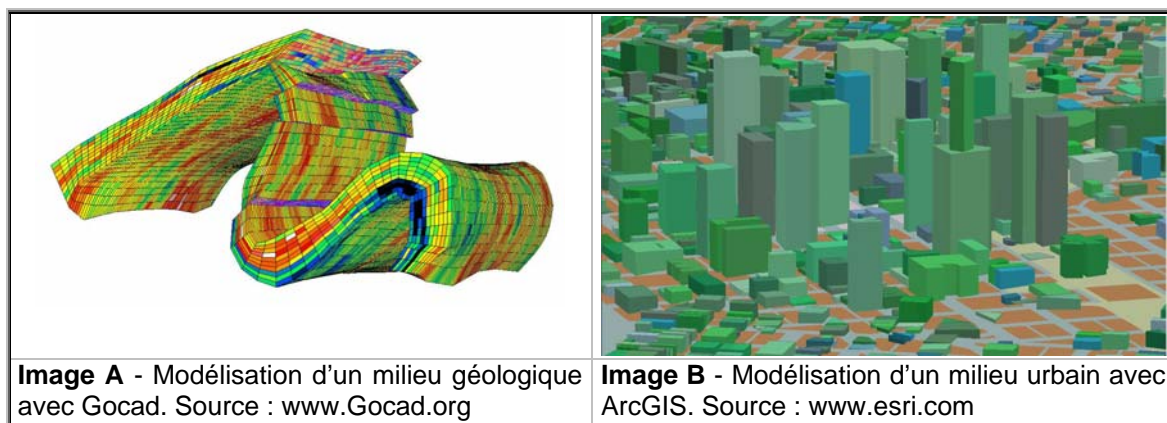 Image A - Modélisation d'un milieu géologique
avec Gocad. Source : www.Gocad.org
Image B - Modélisation d'un milieu urbain avec
ArcGIS. Source : www.esri.com